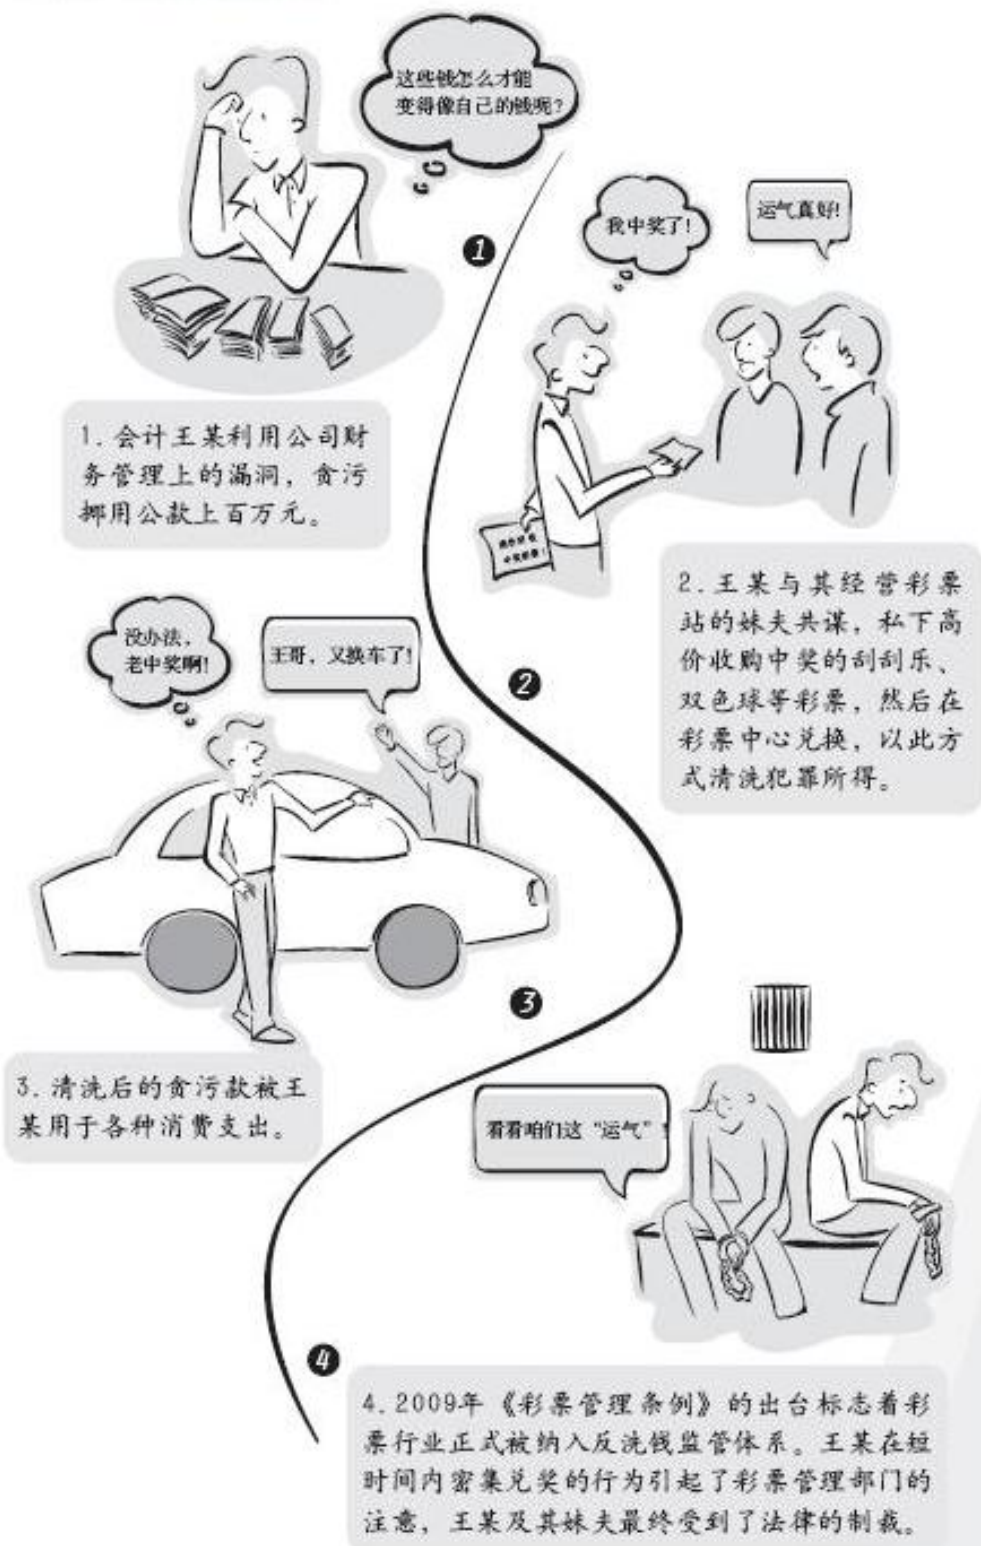 这些钱怎么才能
变得像自己的钱呢?
1
我中奖了!
运气真好!
1. 会计王某利用公司财
务管理上的漏洞，贪污
挪用公款上百万元。
2. 王某与其经营彩票
站的妹夫共谋，私下高
价收购中奖的刮刮乐、
双色球等彩票，然后在
彩票中心兑换，以此方
式清洗犯罪所得。
2
没办法，
老中奖啊!
王哥，又换车了!
3
3. 清洗后的贪污款被王
某用于各种消费支出。
看看咱们这“运气”!
4
4. 2009年《彩票管理条例》的出台标志着彩
票行业正式被纳入反洗钱监管体系。王某在短
时间内密集兑奖的行为引起了彩票管理部门的
注意，王某及其妹夫最终受到了法律的制裁。